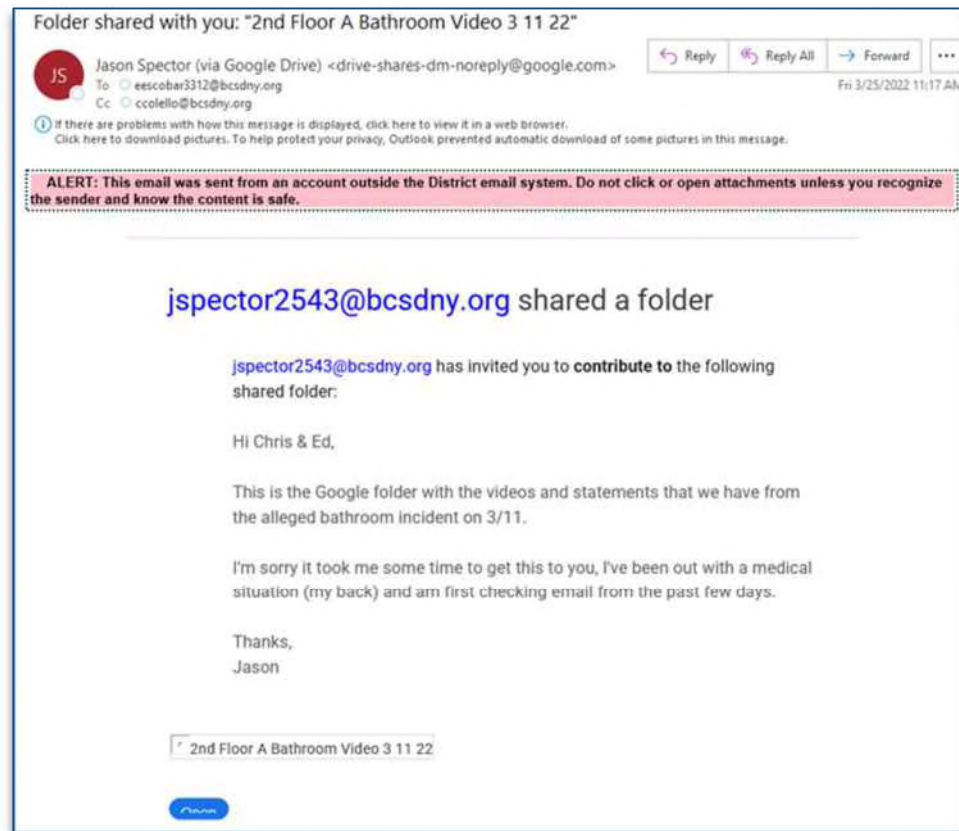 Folder shared with you: "2nd Floor A Bathroom Video 3 11 22"
JS
Jason Spector (via Google Drive) <drive-shares-dm-noreply@google.com>
To eescobar3312@bcsdny.org
Cc ccolello@bcsdny.org
Reply Reply All Forward ...
Fri 3/25/2022 11:17 AM
If there are problems with how this message is displayed, click here to view it in a web browser.
Click here to download pictures. To help protect your privacy, Outlook prevented automatic download of some pictures in this message.
ALERT: This email was sent from an account outside the District email system. Do not click or open attachments unless you recognize
the sender and know the content is safe.
jspector2543@bcsdny.org shared a folder
jspector2543@bcsdny.org has invited you to contribute to the following
shared folder:
Hi Chris & Ed,
This is the Google folder with the videos and statements that we have from
the alleged bathroom incident on 3/11.
I'm sorry it took me some time to get this to you, I've been out with a medical
situation (my back) and am first checking email from the past few days.
Thanks,
Jason
2nd Floor A Bathroom Video 3 11 22
Open